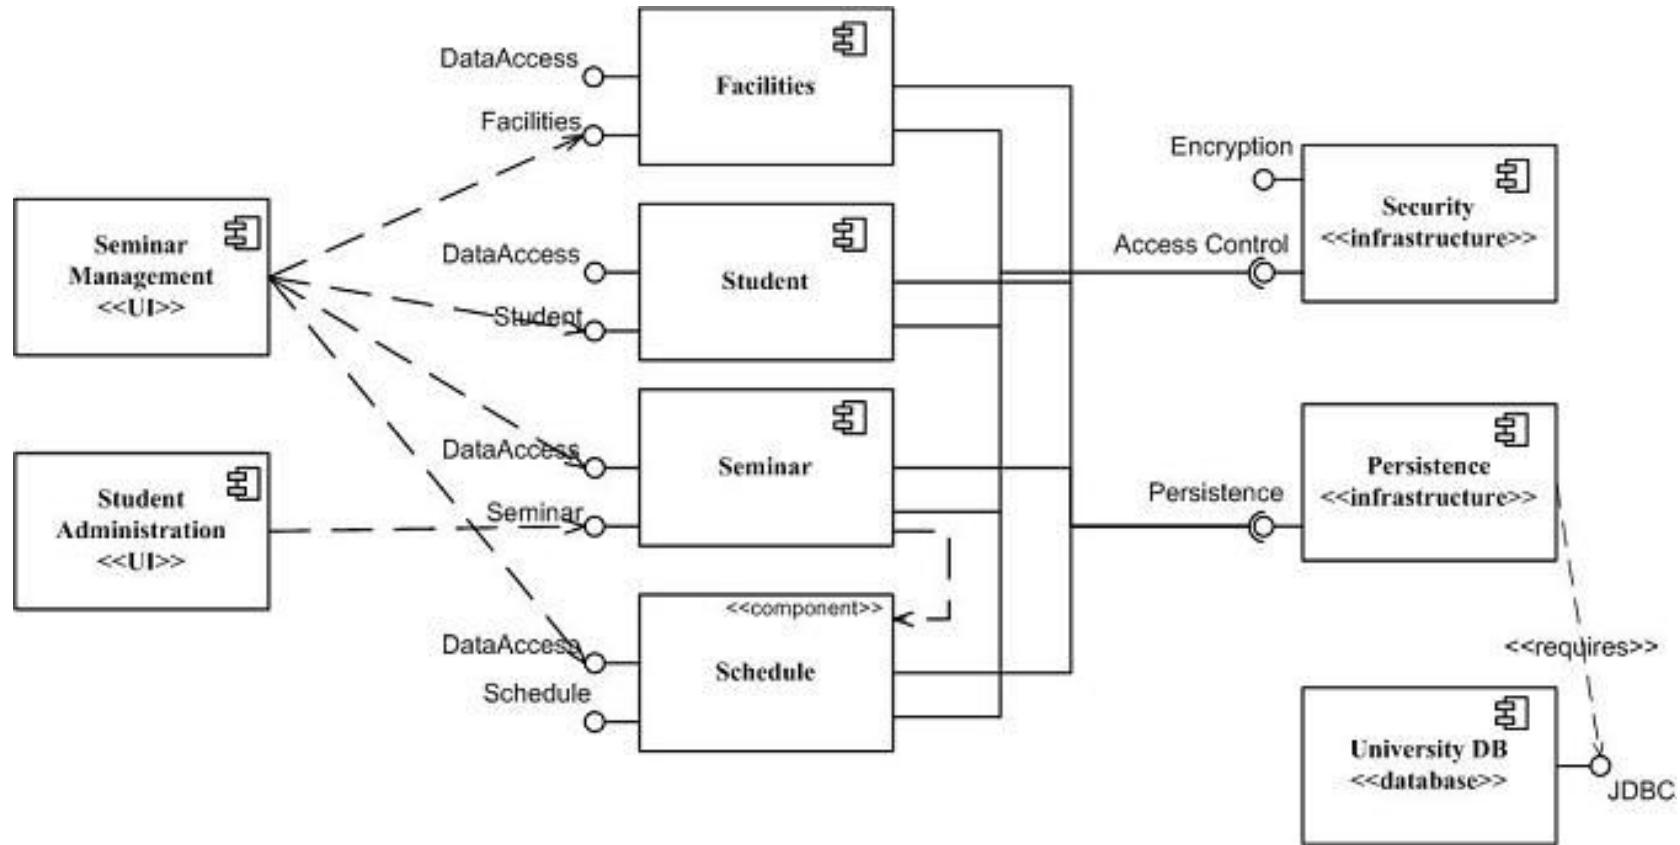 DataAccess
Facilities
Facilities
Encryption
Security
<<infrastructure>>
Access Control
Seminar
Management
<<UI>>
DataAccess
Student
Student
DataAccess
Seminar
Seminar
Persistence
Persistence
<<infrastructure>>
Student
Administration
<<UI>>
<<component>>
DataAccess
Schedule
Schedule
<<requires>>
University DB
<<database>>
JDBC